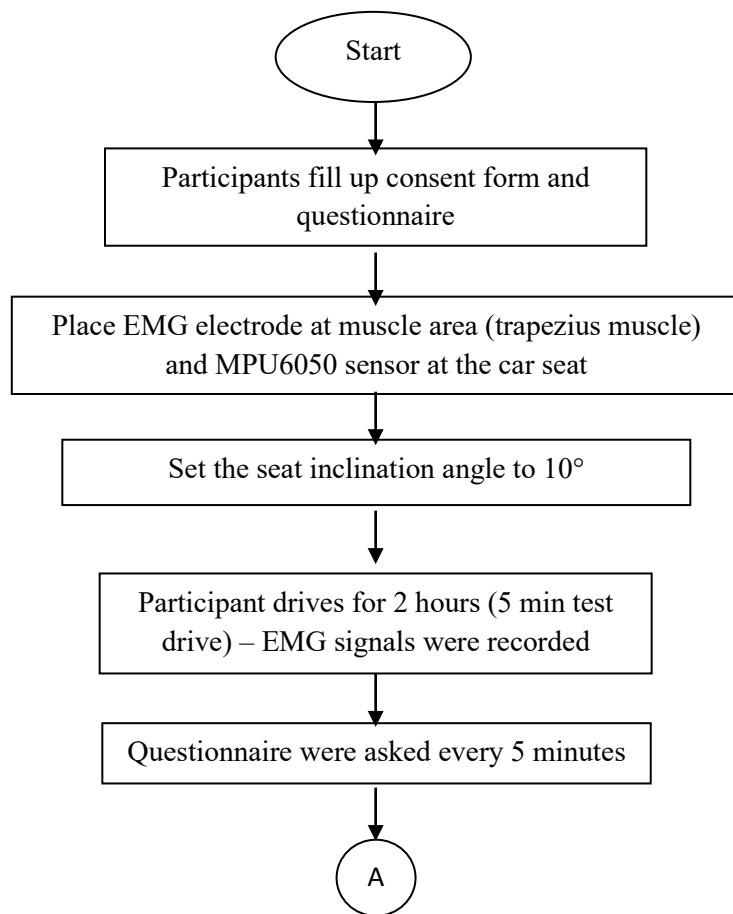 Start
Participants fill up consent form and
questionnaire
Place EMG electrode at muscle area (trapezius muscle)
and MPU6050 sensor at the car seat
Set the seat inclination angle to 10°
Participant drives for 2 hours (5 min test
drive) – EMG signals were recorded
Questionnaire were asked every 5 minutes
A